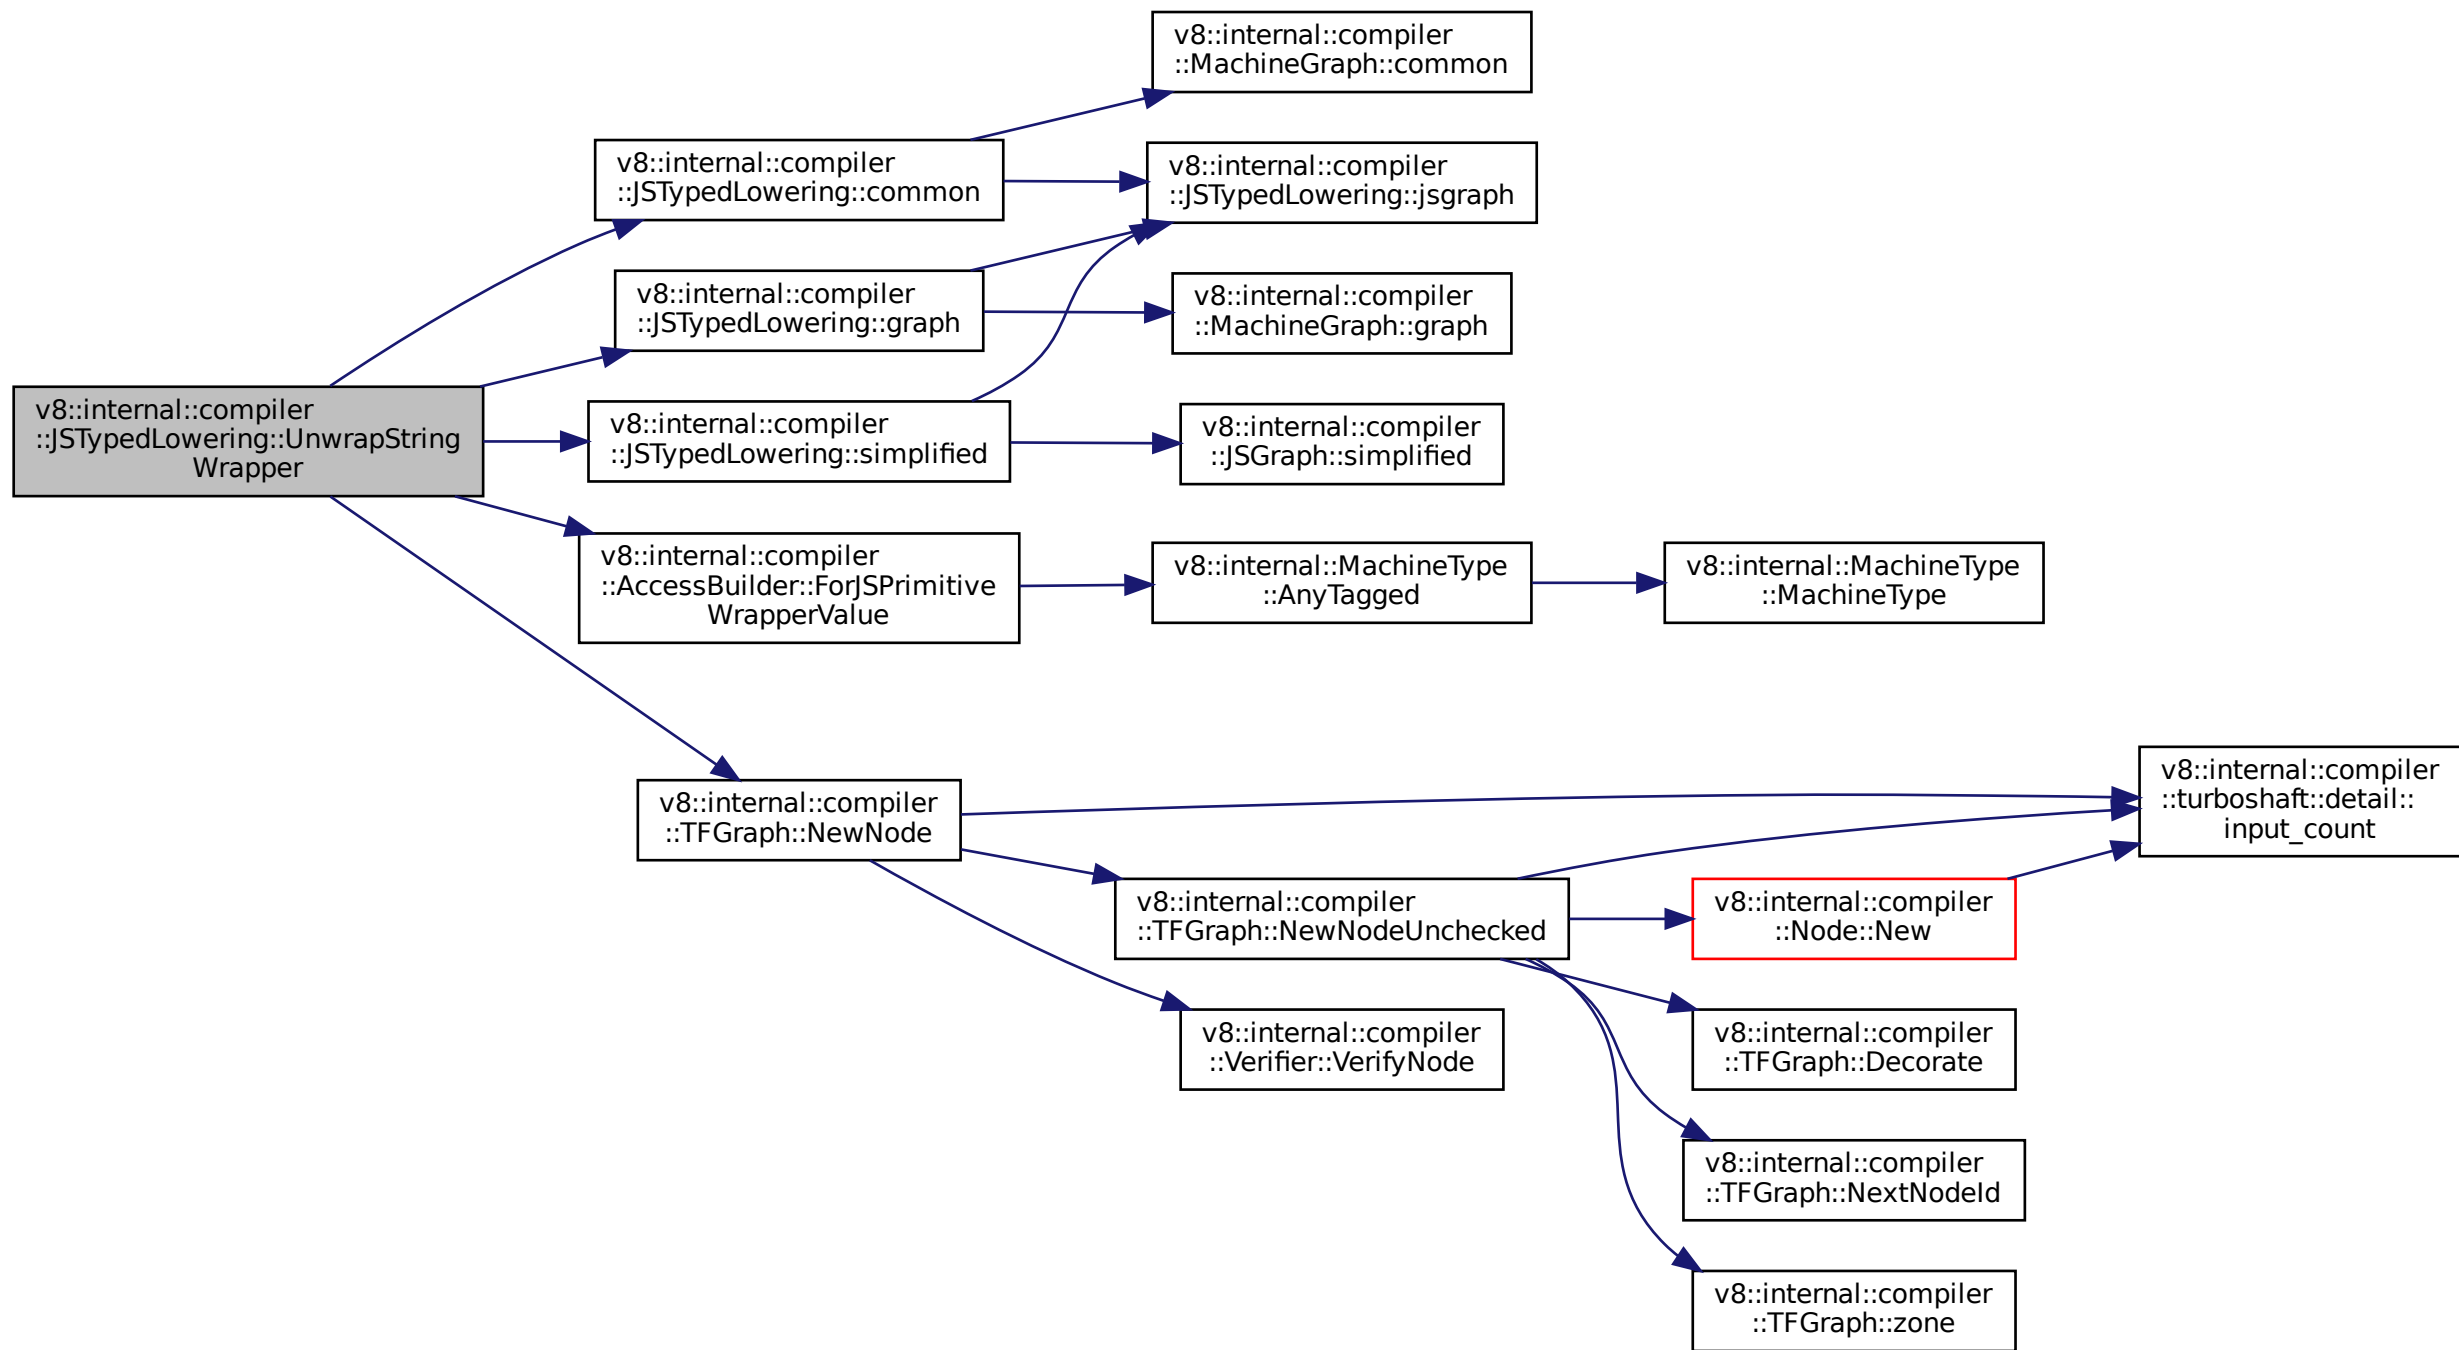 v8::internal::compiler
::JSTypedLowering::UnwrapString
Wrapper
v8::internal::compiler
::JSTypedLowering::common
v8::internal::compiler
::MachineGraph::common
v8::internal::compiler
::JSTypedLowering::jsgraph
v8::internal::compiler
::JSTypedLowering::graph
v8::internal::compiler
::MachineGraph::graph
v8::internal::compiler
::JSTypedLowering::simplified
v8::internal::compiler
::JSGraph::simplified
v8::internal::compiler
::AccessBuilder::ForJSPrimitive
WrapperValue
v8::internal::MachineType
::AnyTagged
v8::internal::MachineType
::MachineType
v8::internal::compiler
::TFGraph::NewNode
v8::internal::compiler
::turboshaft::detail::
input_count
v8::internal::compiler
::TFGraph::NewNodeUnchecked
v8::internal::compiler
::Node::New
v8::internal::compiler
::TFGraph::Decorate
v8::internal::compiler
::TFGraph::NextNodeId
v8::internal::compiler
::TFGraph::zone
v8::internal::compiler
::Verifier::VerifyNode